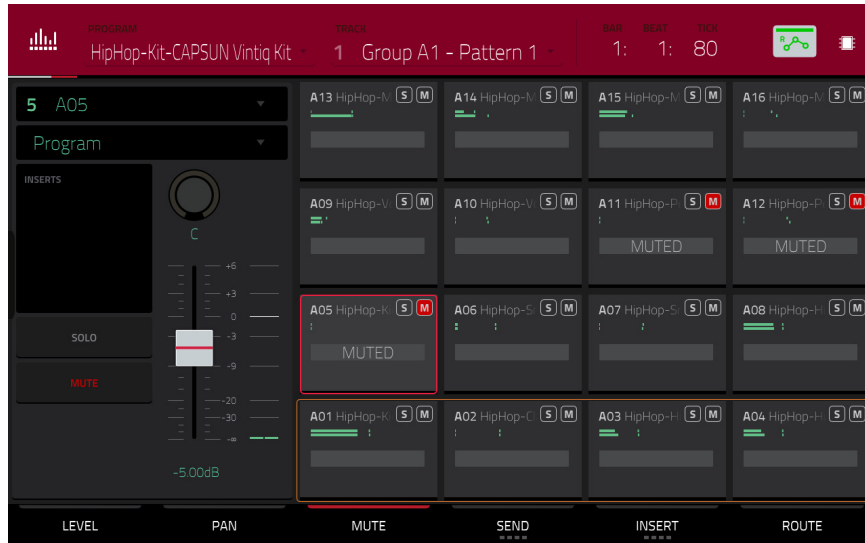 PROGRAM
HipHop-Kit-CAPSUN Vintiq Kit
TRACK
1 Group A1 - Pattern 1
BAR BEAT TICK
1: 1: 80
R
5 A05
Program
INSERTS
C
+6
+3
0
-3
-9
-20
-30
-∞
-5.00dB
SOLO
MUTE
A13 HipHop-M S M
A14 HipHop-M S M
A15 HipHop-M S M
A16 HipHop-M S M
A09 HipHop-V S M
A10 HipHop-V S M
A11 HipHop-P S M
MUTED
A12 HipHop-P S M
MUTED
A05 HipHop-K S M
MUTED
A06 HipHop-S S M
A07 HipHop-S S M
A08 HipHop-H S M
A01 HipHop-K S M
A02 HipHop-Cl S M
A03 HipHop-H S M
A04 HipHop-H S M
LEVEL PAN MUTE SEND INSERT ROUTE